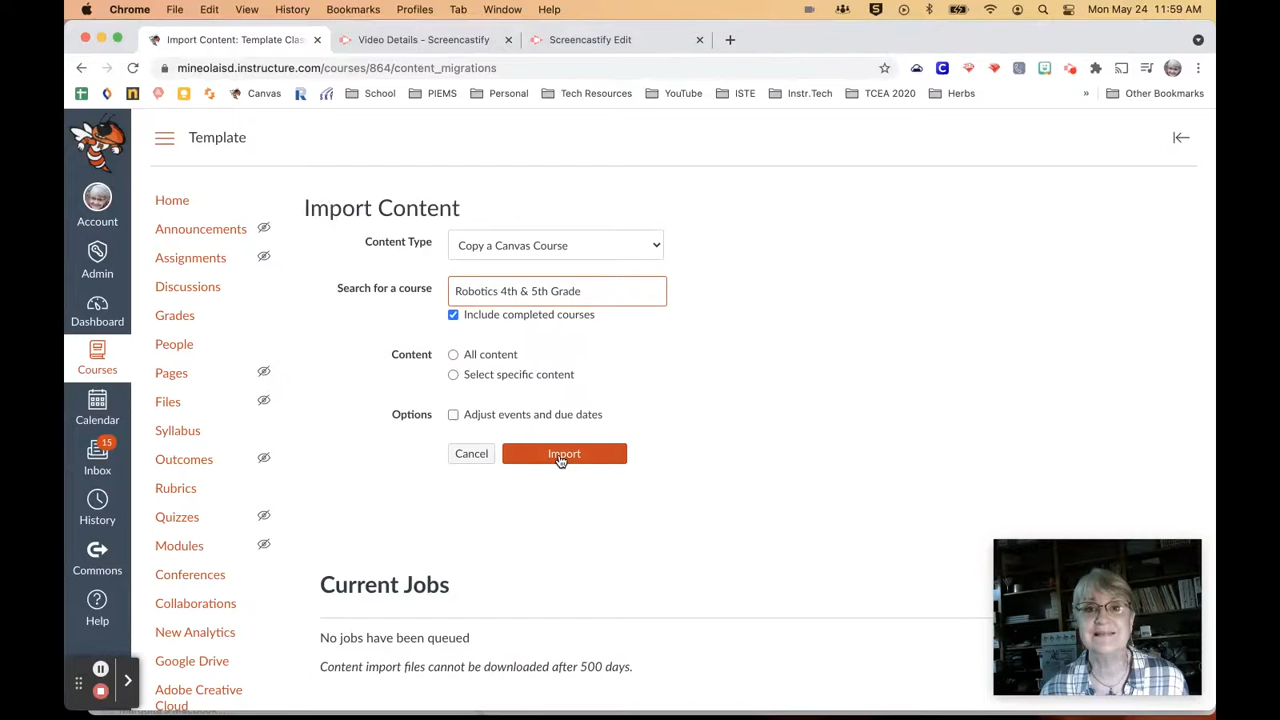 Chrome File Edit View History Bookmarks Profiles Tab Window Help Mon May 24 11:59 AM
Import Content: Template Clas Video Details - Screencastify Screencastify Edit
mineolaisd.instructure.com/courses/864/content_migrations
Canvas School PIEMS Personal Tech Resources YouTube ISTE Instr.Tech TCEA 2020 Herbs » Other Bookmarks
Template
Account
Admin
Dashboard
Courses
Calendar
15
Inbox
History
Commons
Help
Home
Announcements
Assignments
Discussions
Grades
People
Pages
Files
Syllabus
Outcomes
Rubrics
Quizzes
Modules
Conferences
Collaborations
New Analytics
Google Drive
Adobe Creative
Cloud
Import Content
Content Type Copy a Canvas Course
Search for a course Robotics 4th & 5th Grade
Include completed courses
Content All content
Select specific content
Options Adjust events and due dates
Cancel Import
Current Jobs
No jobs have been queued
Content import files cannot be downloaded after 500 days.